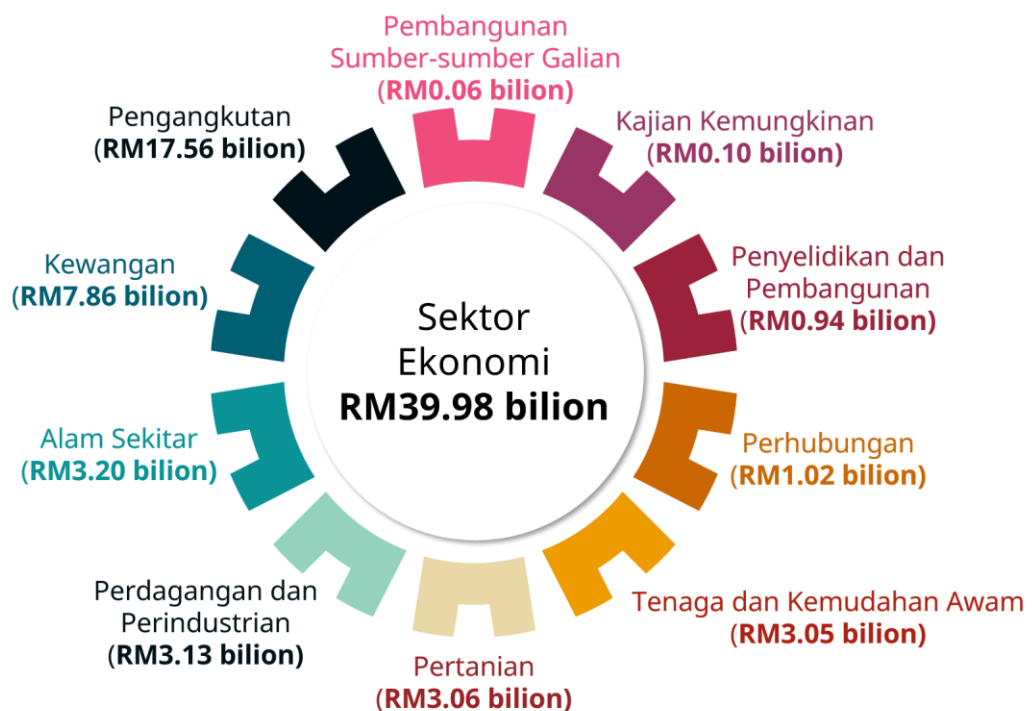 Pembangunan
Sumber-sumber Galian
(RM0.06 bilion)
Kajian Kemungkinan
(RM0.10 bilion)
Penyelidikan dan
Pembangunan
(RM0.94 bilion)
Perhubungan
(RM1.02 bilion)
Tenaga dan Kemudahan Awam
(RM3.05 bilion)
Pertanian
(RM3.06 bilion)
Perdagangan dan
Perindustrian
(RM3.13 bilion)
Alam Sekitar
(RM3.20 bilion)
Kewangan
(RM7.86 bilion)
Pengangkutan
(RM17.56 bilion)
Sektor
Ekonomi
RM39.98 bilion